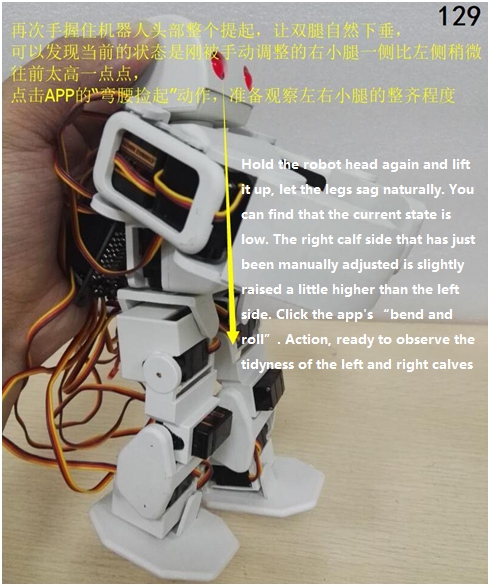 129
再次手握住机器人头部整个提起，让双腿自然下垂，
可以发现当前的状态是刚被手动调整的右小腿一侧比左侧稍微
往前太高一点点，
点击APP的“弯腰捡起”动作，准备观察左右小腿的整齐程度
Hold the robot head again and lift
it up, let the legs sag naturally. You
can find that the current state is
low. The right calf side that has just
been manually adjusted is slightly
raised a little higher than the left
side. Click the app's “bend and
roll”. Action, ready to observe the
tidyness of the left and right calves